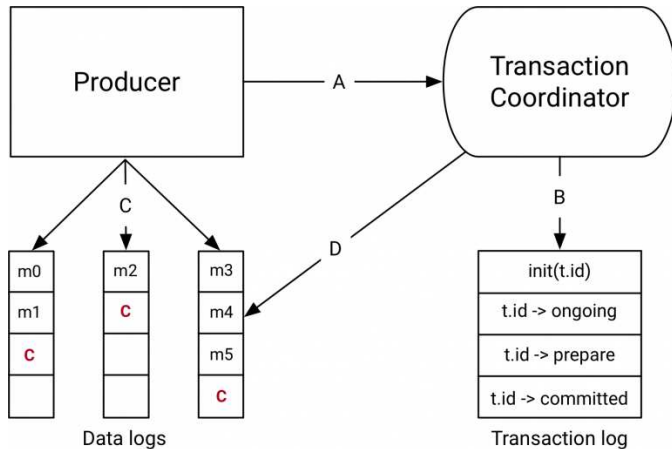 Producer
A
Transaction
Coordinator
C
B
D
m0
m1
C
m2
C
m3
m4
m5
C
init(t.id)
t.id -> ongoing
t.id -> prepare
t.id -> committed
Data logs
Transaction log